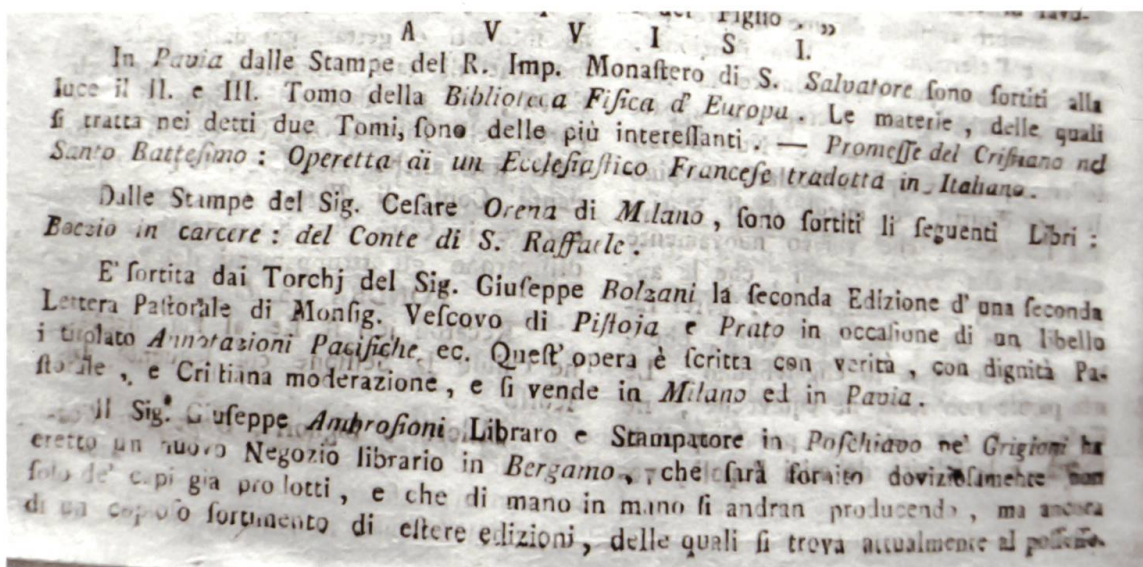 Figlio . „
A V V I S I.
In Pavia dalle Stampe del R. Imp. Monaſtero di S. Salvatore ſono ſortiti alla
luce il II. e III. Tomo della Biblioteca Fiſica d' Europa. Le materie, delle quali
ſi tratta nei detti due Tomi, ſono delle più intereſſanti. — Promeſſe del Criſtiano nel
Santo Batteſimo: Operetta di un Eccleſiaſtico Franceſe tradotta in Italiano.
Dalle Stampe del Sig. Ceſare Orena di Milano, ſono ſortiti li ſeguenti Libri:
Boezio in carcere: del Conte di S. Raffaele.
E' ſortita dai Torchj del Sig. Giuſeppe Bolzani la ſeconda Edizione d' una ſeconda
Lettera Paſtorale di Monſig. Veſcovo di Piſtoja e Prato in occaſione di un libello
i titolato Annotazioni Pacifiche ec. Queſt' opera è ſcritta con verità, con dignità Pa-
ſtorale, e Criſtiana moderazione, e ſi vende in Milano ed in Pavia.
Il Sig. Giuſeppe Ambroſioni Libraro e Stampatore in Poſchiavo ne' Grigioni ha
eretto un nuovo Negozio librario in Bergamo, che ſarà fornito dovizioſamente non
ſolo de' capi gia prodotti, e che di mano in mano ſi andran producendo, ma ancora
di un copioſo ſortimento di eſtere edizioni, delle quali ſi trova attualmente al poſſeſſo